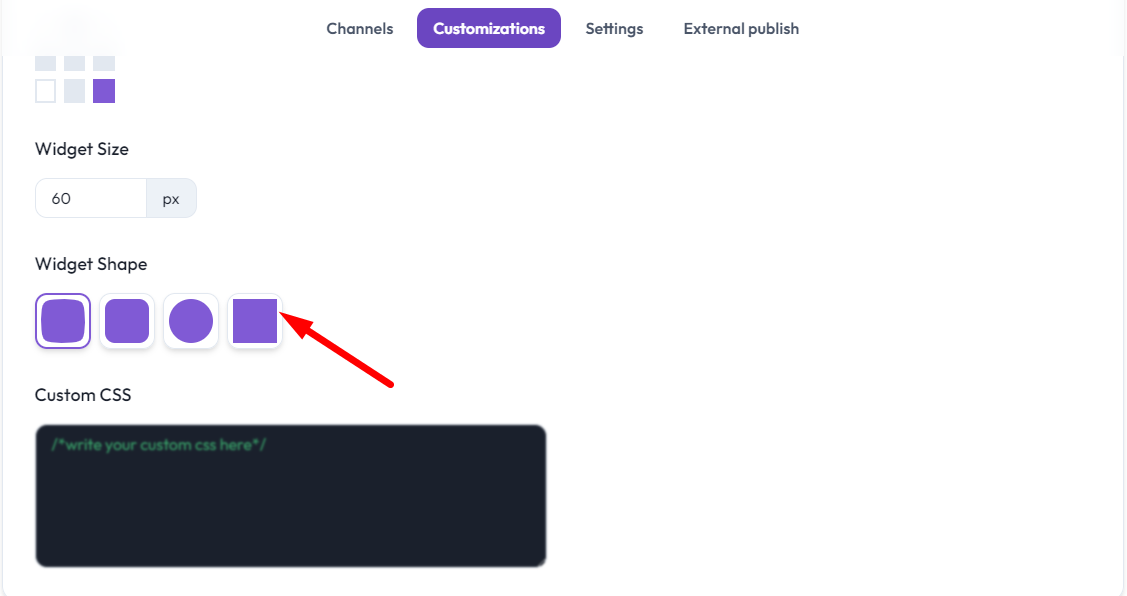 Channels Customizations Settings External publish
Widget Size
60 px
Widget Shape
Custom CSS
/*write your custom css here*/